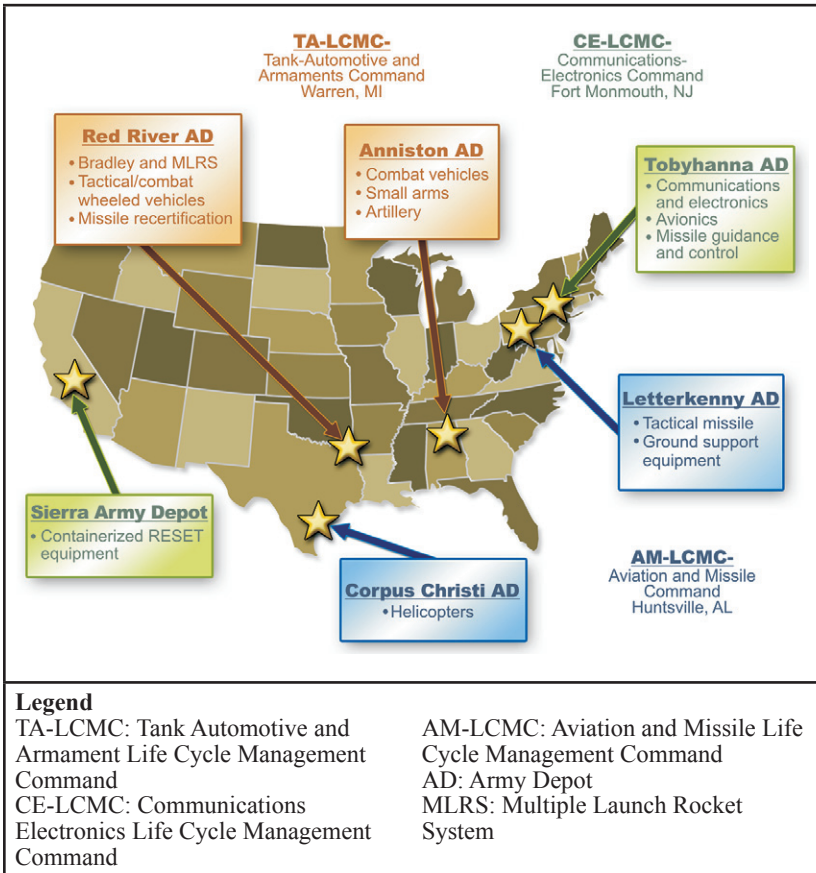 TA-LCMC-
Tank-Automotive and
Armaments Command
Warren, MI
CE-LCMC-
Communications-
Electronics Command
Fort Monmouth, NJ
Red River AD
• Bradley and MLRS
• Tactical/combat
wheeled vehicles
• Missile recertification
Anniston AD
• Combat vehicles
• Small arms
• Artillery
Tobyhanna AD
• Communications
and electronics
• Avionics
• Missile guidance
and control
Letterkenny AD
• Tactical missile
• Ground support
equipment
Sierra Army Depot
• Containerized RESET
equipment
Corpus Christi AD
• Helicopters
AM-LCMC-
Aviation and Missile
Command
Huntsville, AL
Legend
TA-LCMC: Tank Automotive and
Armament Life Cycle Management
Command
CE-LCMC: Communications
Electronics Life Cycle Management
Command
AM-LCMC: Aviation and Missile Life
Cycle Management Command
AD: Army Depot
MLRS: Multiple Launch Rocket
System